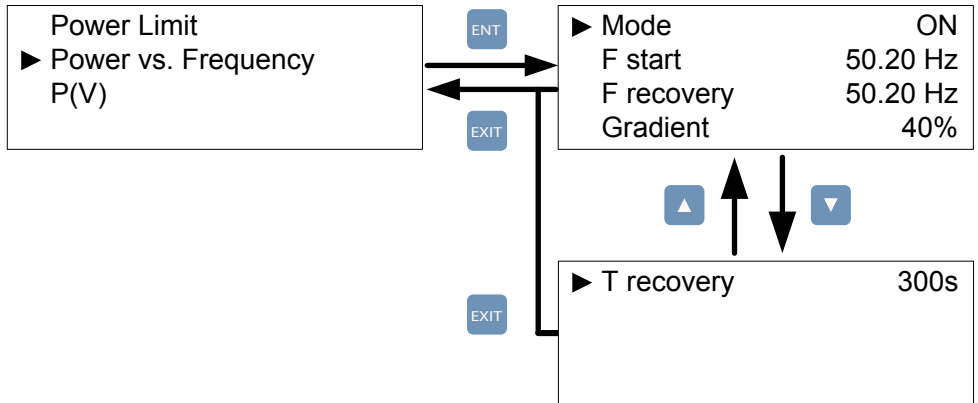 Power Limit
► Power vs. Frequency
P(V)
ENT
EXIT
► Mode ON
F start 50.20 Hz
F recovery 50.20 Hz
Gradient 40%
▲ ▼
EXIT
► T recovery 300s